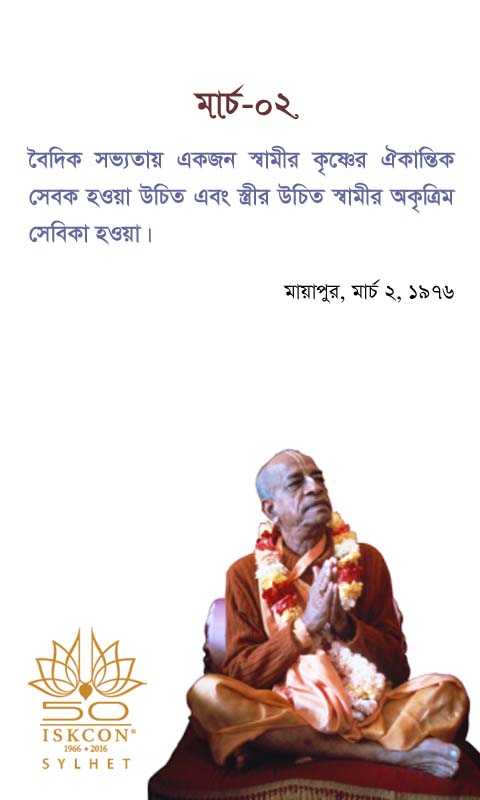 মার্চ-০২
বৈদিক সভ্যতায় একজন স্বামীর কৃষ্ণের ঐকান্তিক
সেবক হওয়া উচিত এবং স্ত্রীর উচিত স্বামীর অকৃত্রিম
সেবিকা হওয়া।
মায়াপুর, মার্চ ২, ১৯৭৬
50
ISKCON®
1966 • 2016
SYLHET